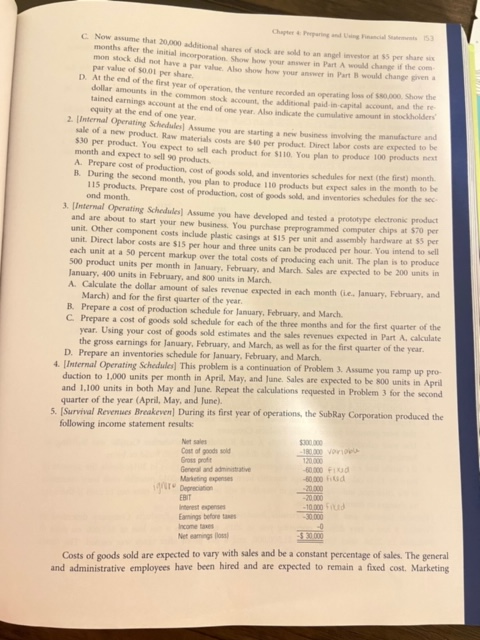 Chapter 6 Preparing and Using Financial Statements 153
C. Now assume that 20,000 additional shares of stock are sold to an angel investor at $5 per share six
months after the initial incorporation. Show how your answer in Part A would change if the com-
mon stock did not have a par value. Also show how your answer in Part B would change given a
par value of $0.01 per share.
D. At the end of the first year of operation, the venture recorded an operating loss of $80,000. Show the
dollar amounts in the common stock account, the additional paid-in-capital account, and the re-
tained earnings account at the end of one year. Also indicate the cumulative amount in stockholders'
equity at the end of one year.
2. [Internal Operating Schedules] Assume you are starting a new business involving the manufacture and
sale of a new product. Raw materials costs are $40 per product. Direct labor costs are expected to be
$30 per product. You expect to sell each product for $110. You plan to produce 100 products next
month and expect to sell 90 products.
A. Prepare cost of production, cost of goods sold, and inventories schedules for next (the first) month.
B. During the second month, you plan to produce 110 products but expect sales in the month to be
115 products. Prepare cost of production, cost of goods sold, and inventories schedules for the sec-
ond month.
3. [Internal Operating Schedules] Assume you have developed and tested a prototype electronic product
and are about to start your new business. You purchase preprogrammed computer chips at $70 per
unit. Other component costs include plastic casings at $15 per unit and assembly hardware at $5 per
unit. Direct labor costs are $15 per hour and three units can be produced per hour. You intend to sell
each unit at a 50 percent markup over the total costs of producing each unit. The plan is to produce
500 product units per month in January, February, and March. Sales are expected to be 200 units in
January, 400 units in February, and 800 units in March.
A. Calculate the dollar amount of sales revenue expected in each month (i.e., January, February, and
March) and for the first quarter of the year.
B. Prepare a cost of production schedule for January, February, and March.
C. Prepare a cost of goods sold schedule for each of the three months and for the first quarter of the
year. Using your cost of goods sold estimates and the sales revenues expected in Part A, calculate
the gross earnings for January, February, and March, as well as for the first quarter of the year.
D. Prepare an inventories schedule for January, February, and March.
4. [Internal Operating Schedules] This problem is a continuation of Problem 3. Assume you ramp up pro-
duction to 1,000 units per month in April, May, and June. Sales are expected to be 800 units in April
and 1,100 units in both May and June. Repeat the calculations requested in Problem 3 for the second
quarter of the year (April, May, and June).
5. [Survival Revenues Breakeven] During its first year of operations, the SubRay Corporation produced the
following income statement results:
Net sales $300,000
Cost of goods sold -180,000 variable
Gross profit 120,000
General and administrative -60,000 fixed
Marketing expenses -60,000 fixed
ignore Depreciation -20,000
EBIT -20,000
Interest expenses -10,000 fixed
Earnings before taxes -30,000
Income taxes -0
Net earnings (loss) -$ 30,000
Costs of goods sold are expected to vary with sales and be a constant percentage of sales. The general
and administrative employees have been hired and are expected to remain a fixed cost. Marketing